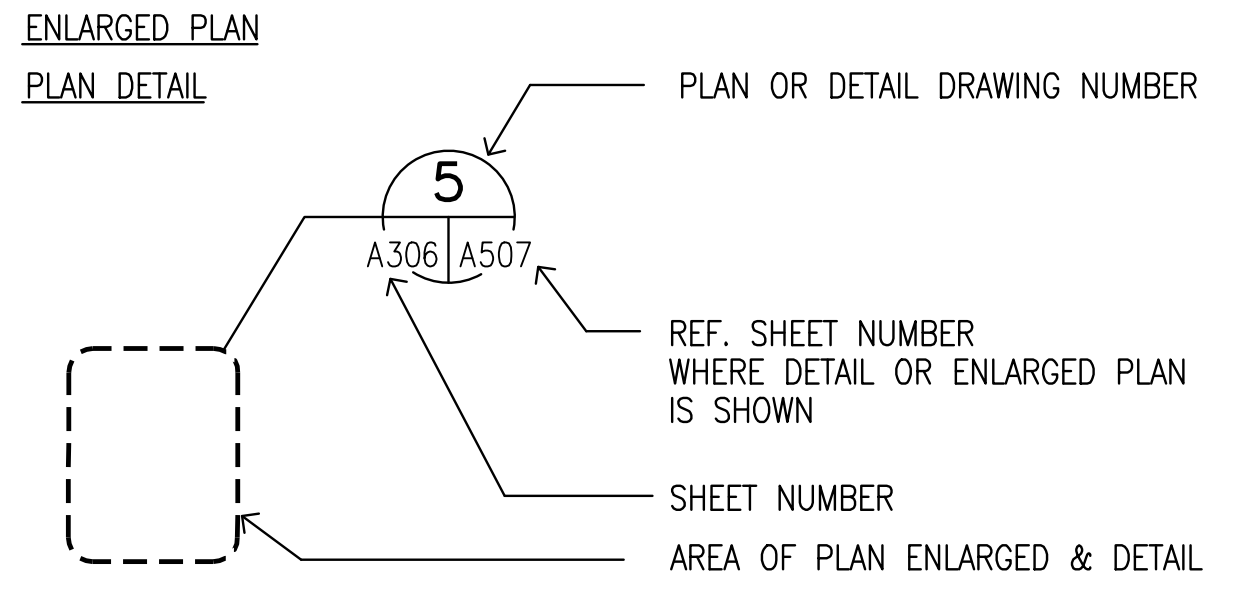 ENLARGED PLAN
PLAN DETAIL
PLAN OR DETAIL DRAWING NUMBER
5
A306 A507
REF. SHEET NUMBER
WHERE DETAIL OR ENLARGED PLAN
IS SHOWN
SHEET NUMBER
AREA OF PLAN ENLARGED & DETAIL